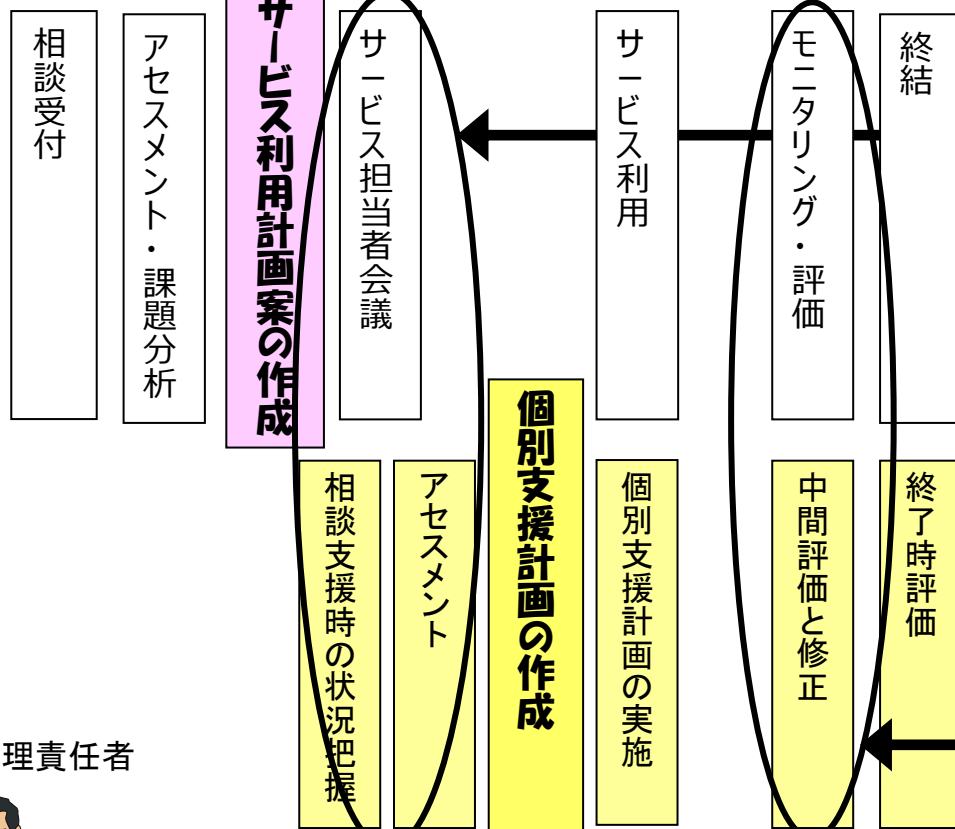 相談受付
アセスメント・課題分析
サービス利用計画案の作成
サービス担当者会議
サービス利用
モニタリング・評価
終結
相談支援時の状況把握
アセスメント
個別支援計画の作成
個別支援計画の実施
中間評価と修正
終了時評価
理責任者